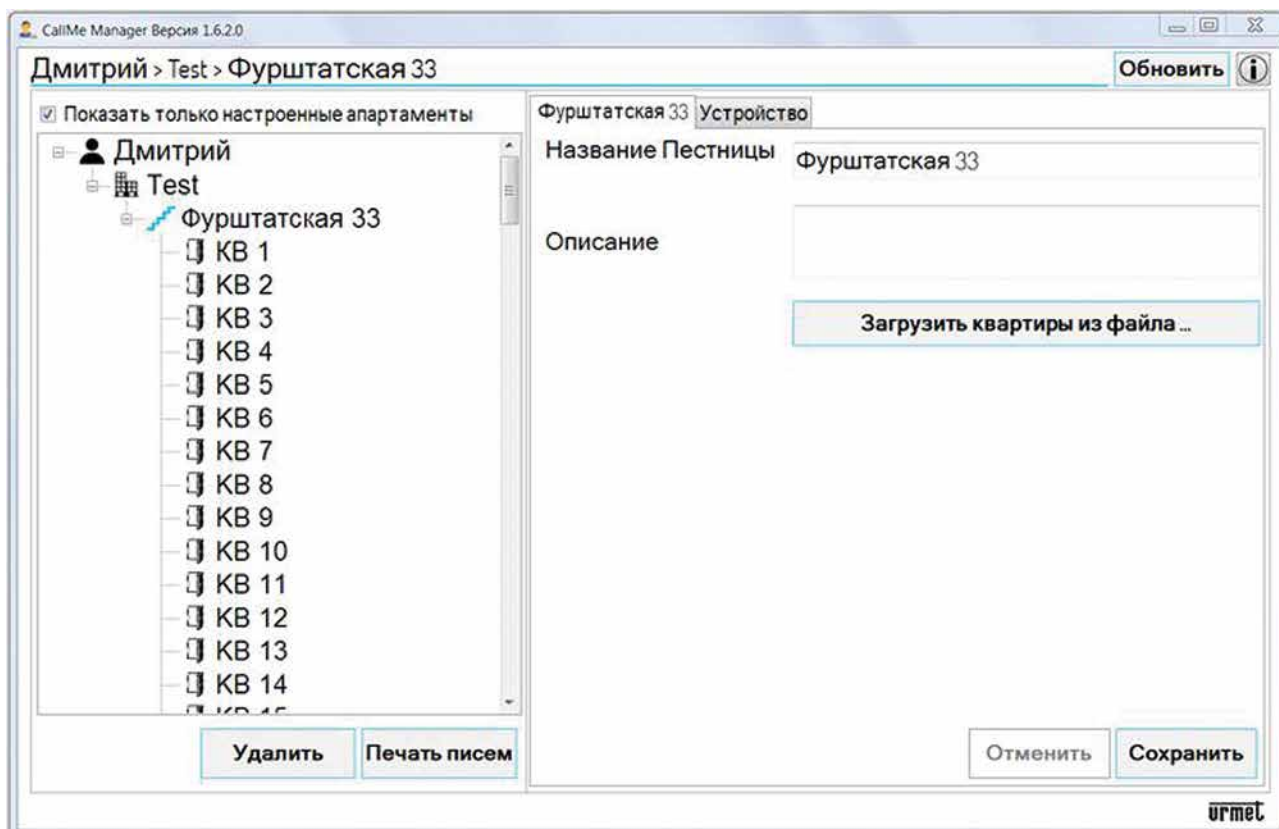 CallMe Manager Версия 1.6.2.0
Дмитрий > Test > Фурштатская 33
Обновить
Показать только настроенные апартаменты
Дмитрий
Test
Фурштатская 33
КВ 1
КВ 2
КВ 3
КВ 4
КВ 5
КВ 6
КВ 7
КВ 8
КВ 9
КВ 10
КВ 11
КВ 12
КВ 13
КВ 14
Удалить
Печать писем
Фурштатская 33
Устройство
Название Пестницы
Фурштатская 33
Описание
Загрузить квартиры из файла ...
Отменить
Сохранить
urmet